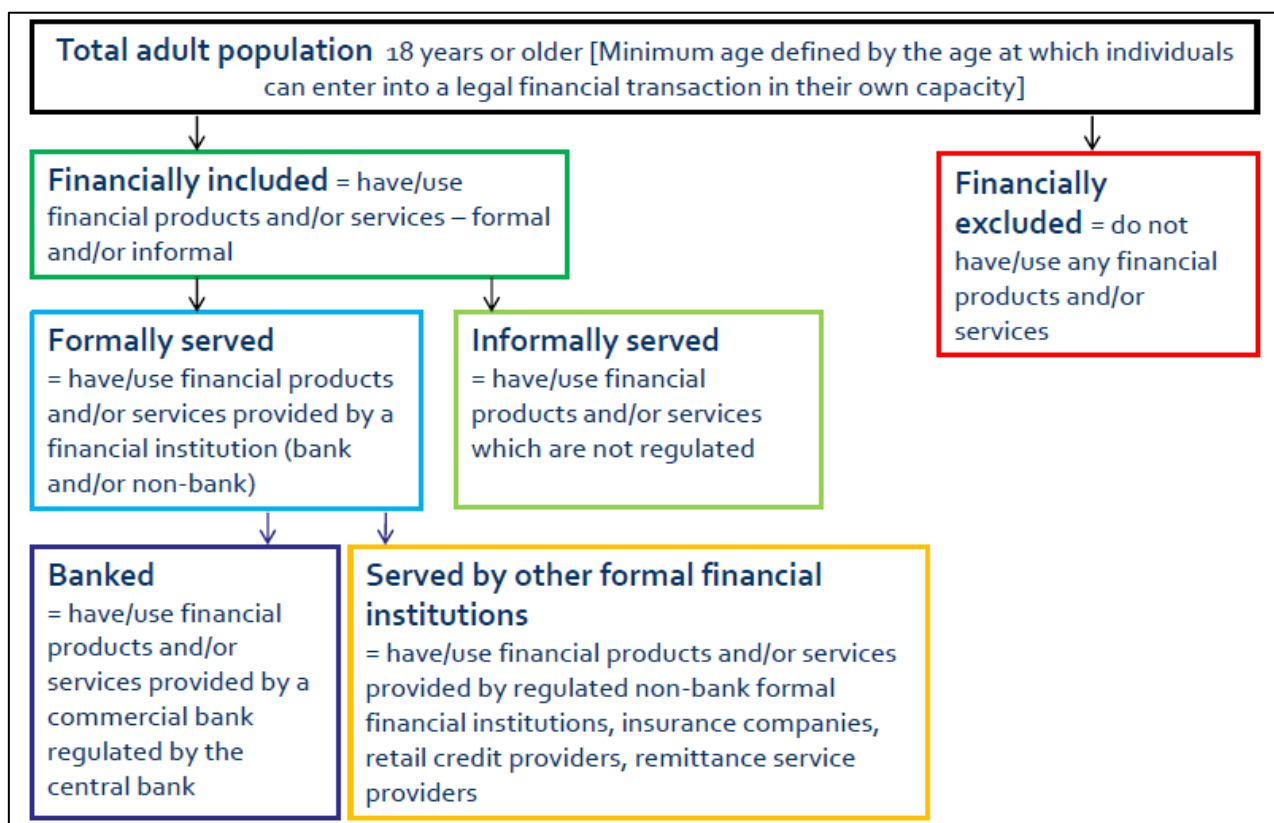 Total adult population 18 years or older [Minimum age defined by the age at which individuals
can enter into a legal financial transaction in their own capacity]
Financially included = have/use
financial products and/or services – formal
and/or informal
Financially
excluded = do not
have/use any financial
products and/or
services
Formally served
= have/use financial products
and/or services provided by a
financial institution (bank
and/or non-bank)
Informally served
= have/use financial
products and/or services
which are not regulated
Banked
= have/use financial
products and/or
services provided by a
commercial bank
regulated by the
central bank
Served by other formal financial
institutions
= have/use financial products and/or services
provided by regulated non-bank formal
financial institutions, insurance companies,
retail credit providers, remittance service
providers